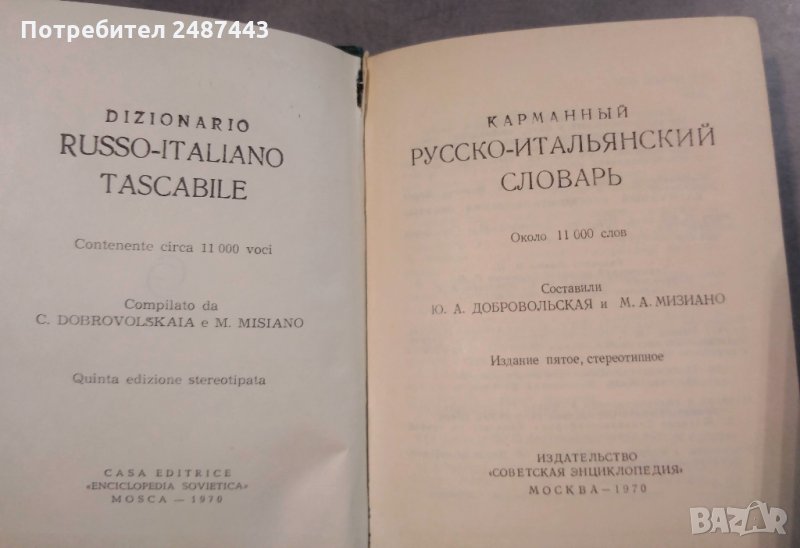 Потребител 2487443
DIZIONARIO
RUSSO-ITALIANO
TASCABILE
Contenente circa 11 000 voci
Compilato da
C. DOBROVOLSKAIA e M. MISIANO
Quinta edizione stereotipata
CASA EDITRICE
«ENCICLOPEDIA SOVIETICA»
MOSCA — 1970
КАРМАННЫЙ
РУССКО-ИТАЛЬЯНСКИЙ
СЛОВАРЬ
Около 11 000 слов
Составили
Ю. А. ДОБРОВОЛЬСКАЯ и М. А. МИЗИАНО
Издание пятое, стереотипное
ИЗДАТЕЛЬСТВО
«СОВЕТСКАЯ ЭНЦИКЛОПЕДИЯ»
МОСКВА — 1970
BAZAR